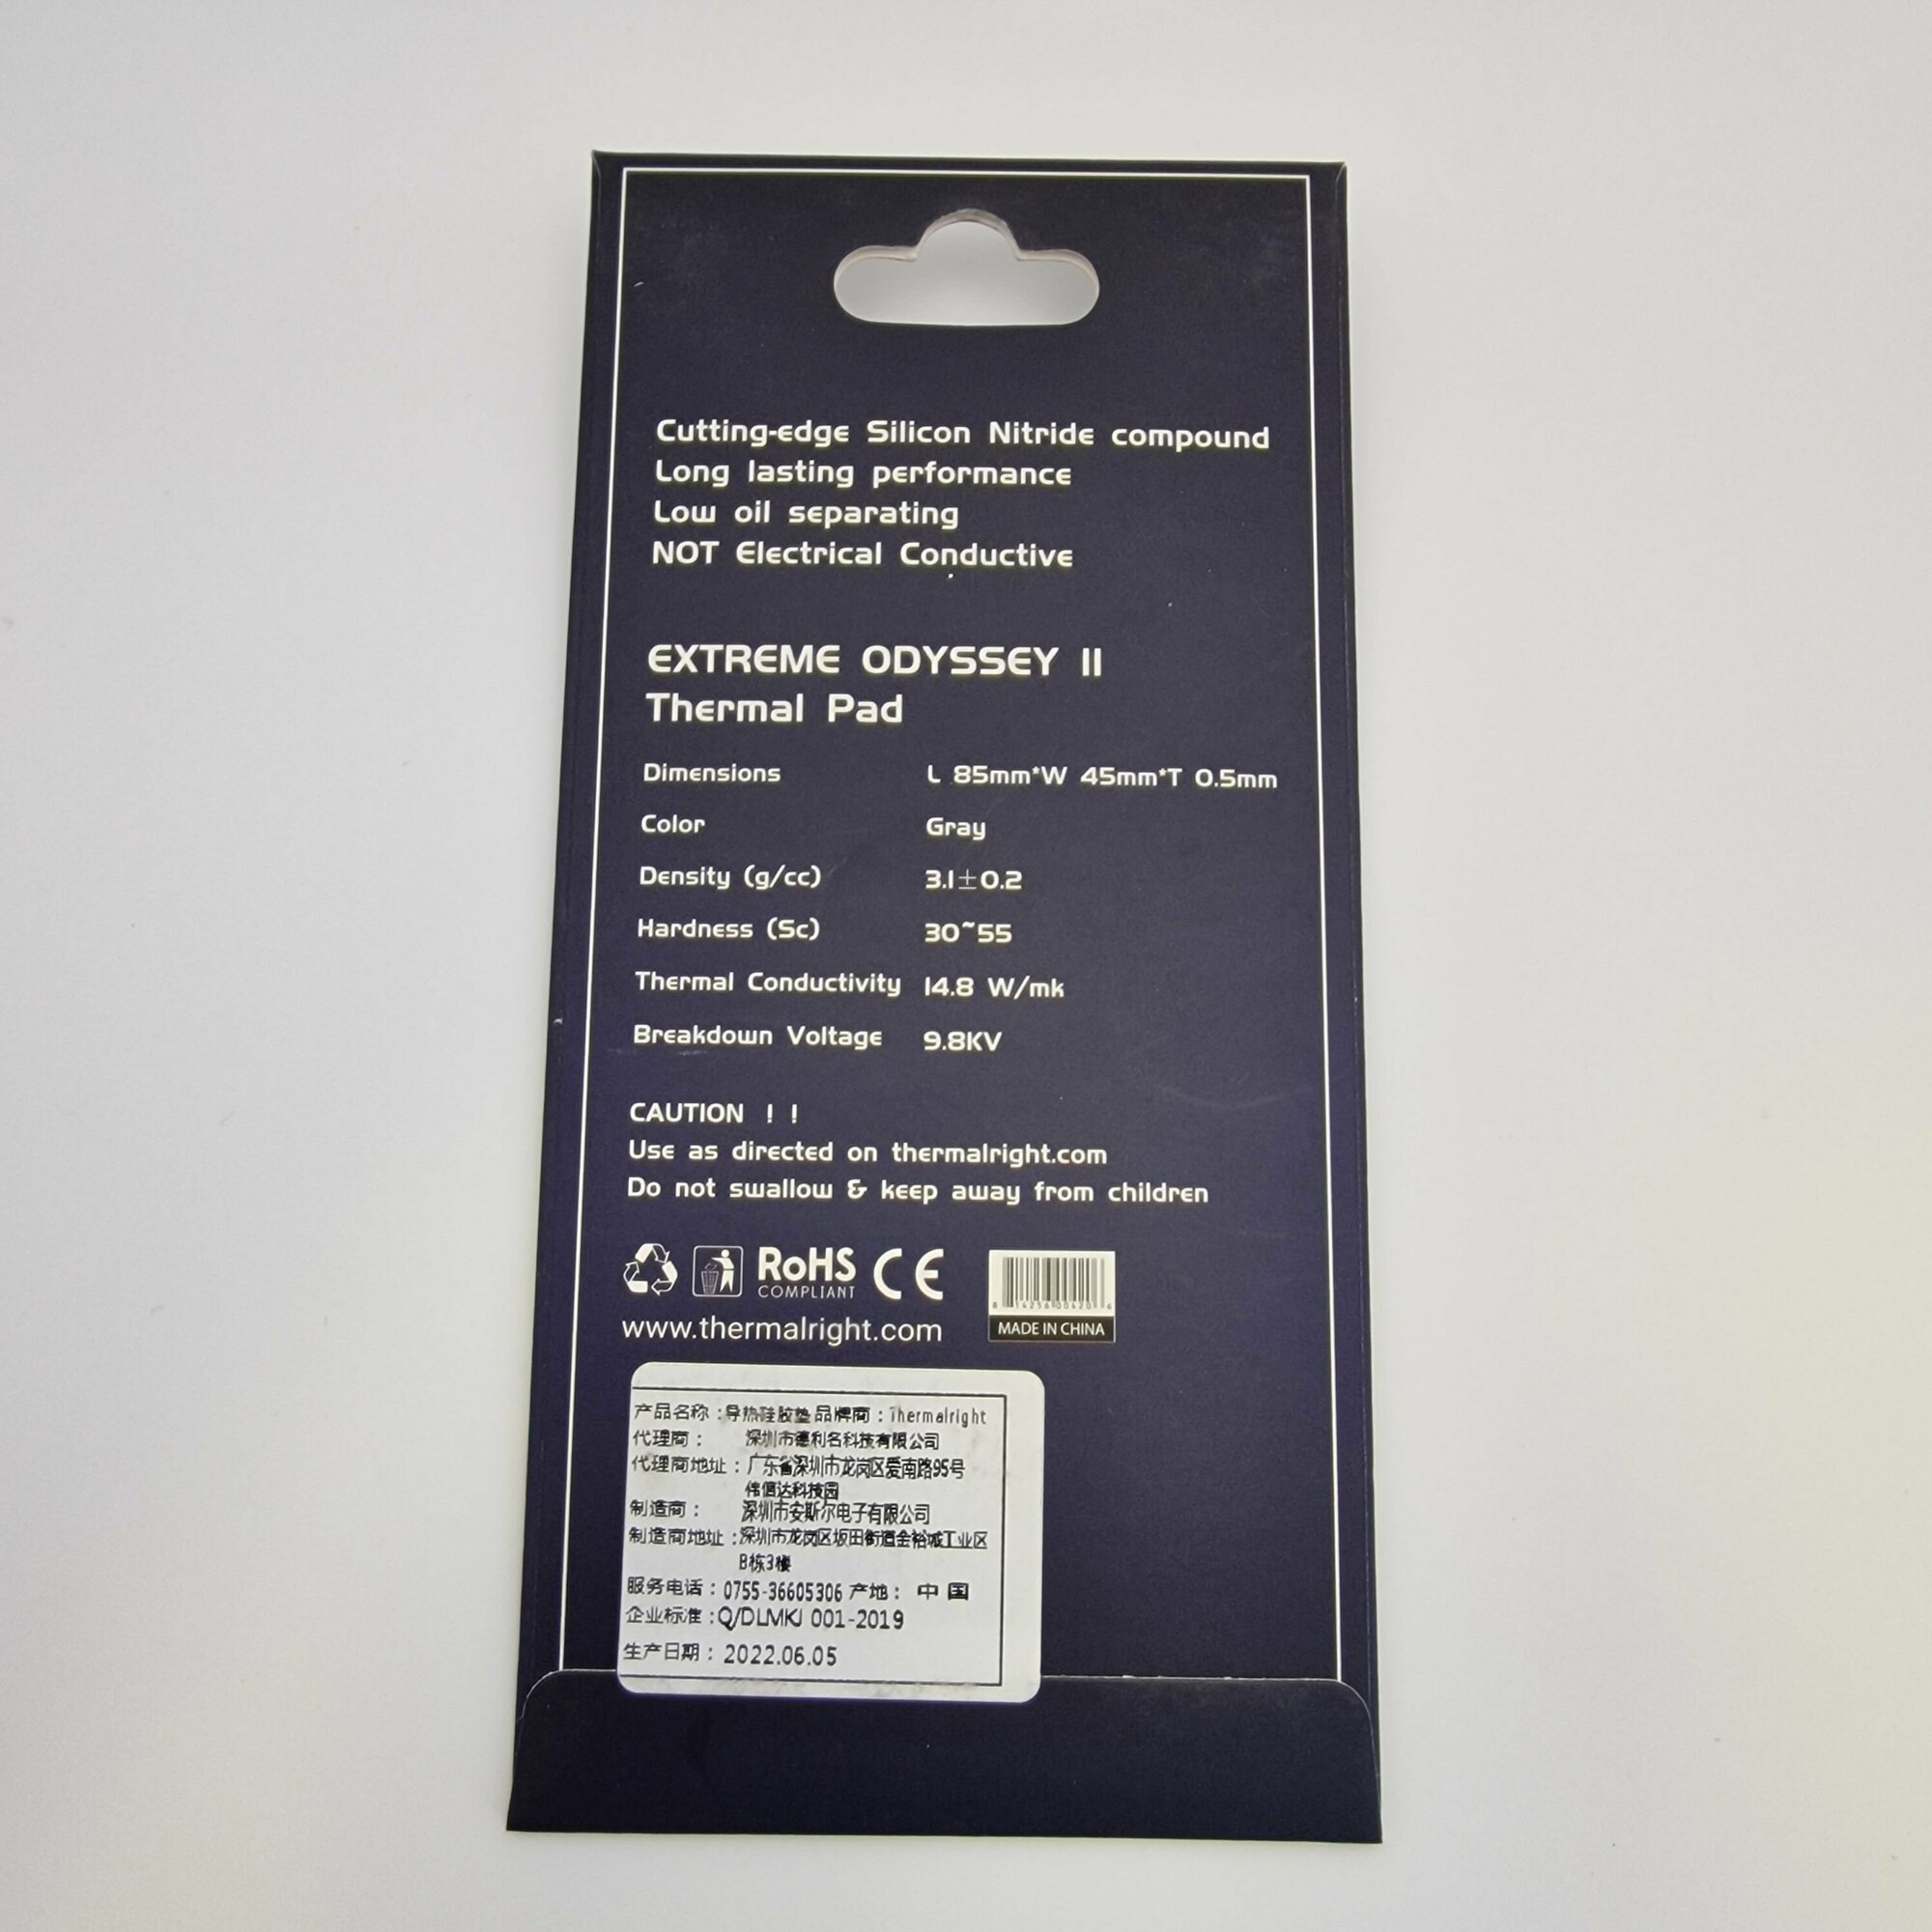 Cutting-edge Silicon Nitride compound
Long lasting performance
Low oil separating
NOT Electrical Conductive
EXTREME ODYSSEY II
Thermal Pad
Dimensions L 85mm*W 45mm*T 0.5mm
Color Gray
Density (g/cc) 3.1±0.2
Hardness (Sc) 30~55
Thermal Conductivity 14.8 W/mk
Breakdown Voltage 9.8KV
CAUTION ! !
Use as directed on thermalright.com
Do not swallow & keep away from children
RoHS
COMPLIANT
CE
8 14256 00420 6
www.thermalright.com
MADE IN CHINA
产品名称：导热硅胶垫 品牌商：Thermalright
代理商： 深圳市德利名科技有限公司
代理商地址：广东省深圳市龙岗区爱南路95号
伟信达科技园
制造商： 深圳市安斯尔电子有限公司
制造商地址：深圳市龙岗区坂田街道金裕城工业区
B栋3楼
服务电话：0755-36605306 产地： 中国
企业标准：Q/DLMKJ 001-2019
生产日期：2022.06.05